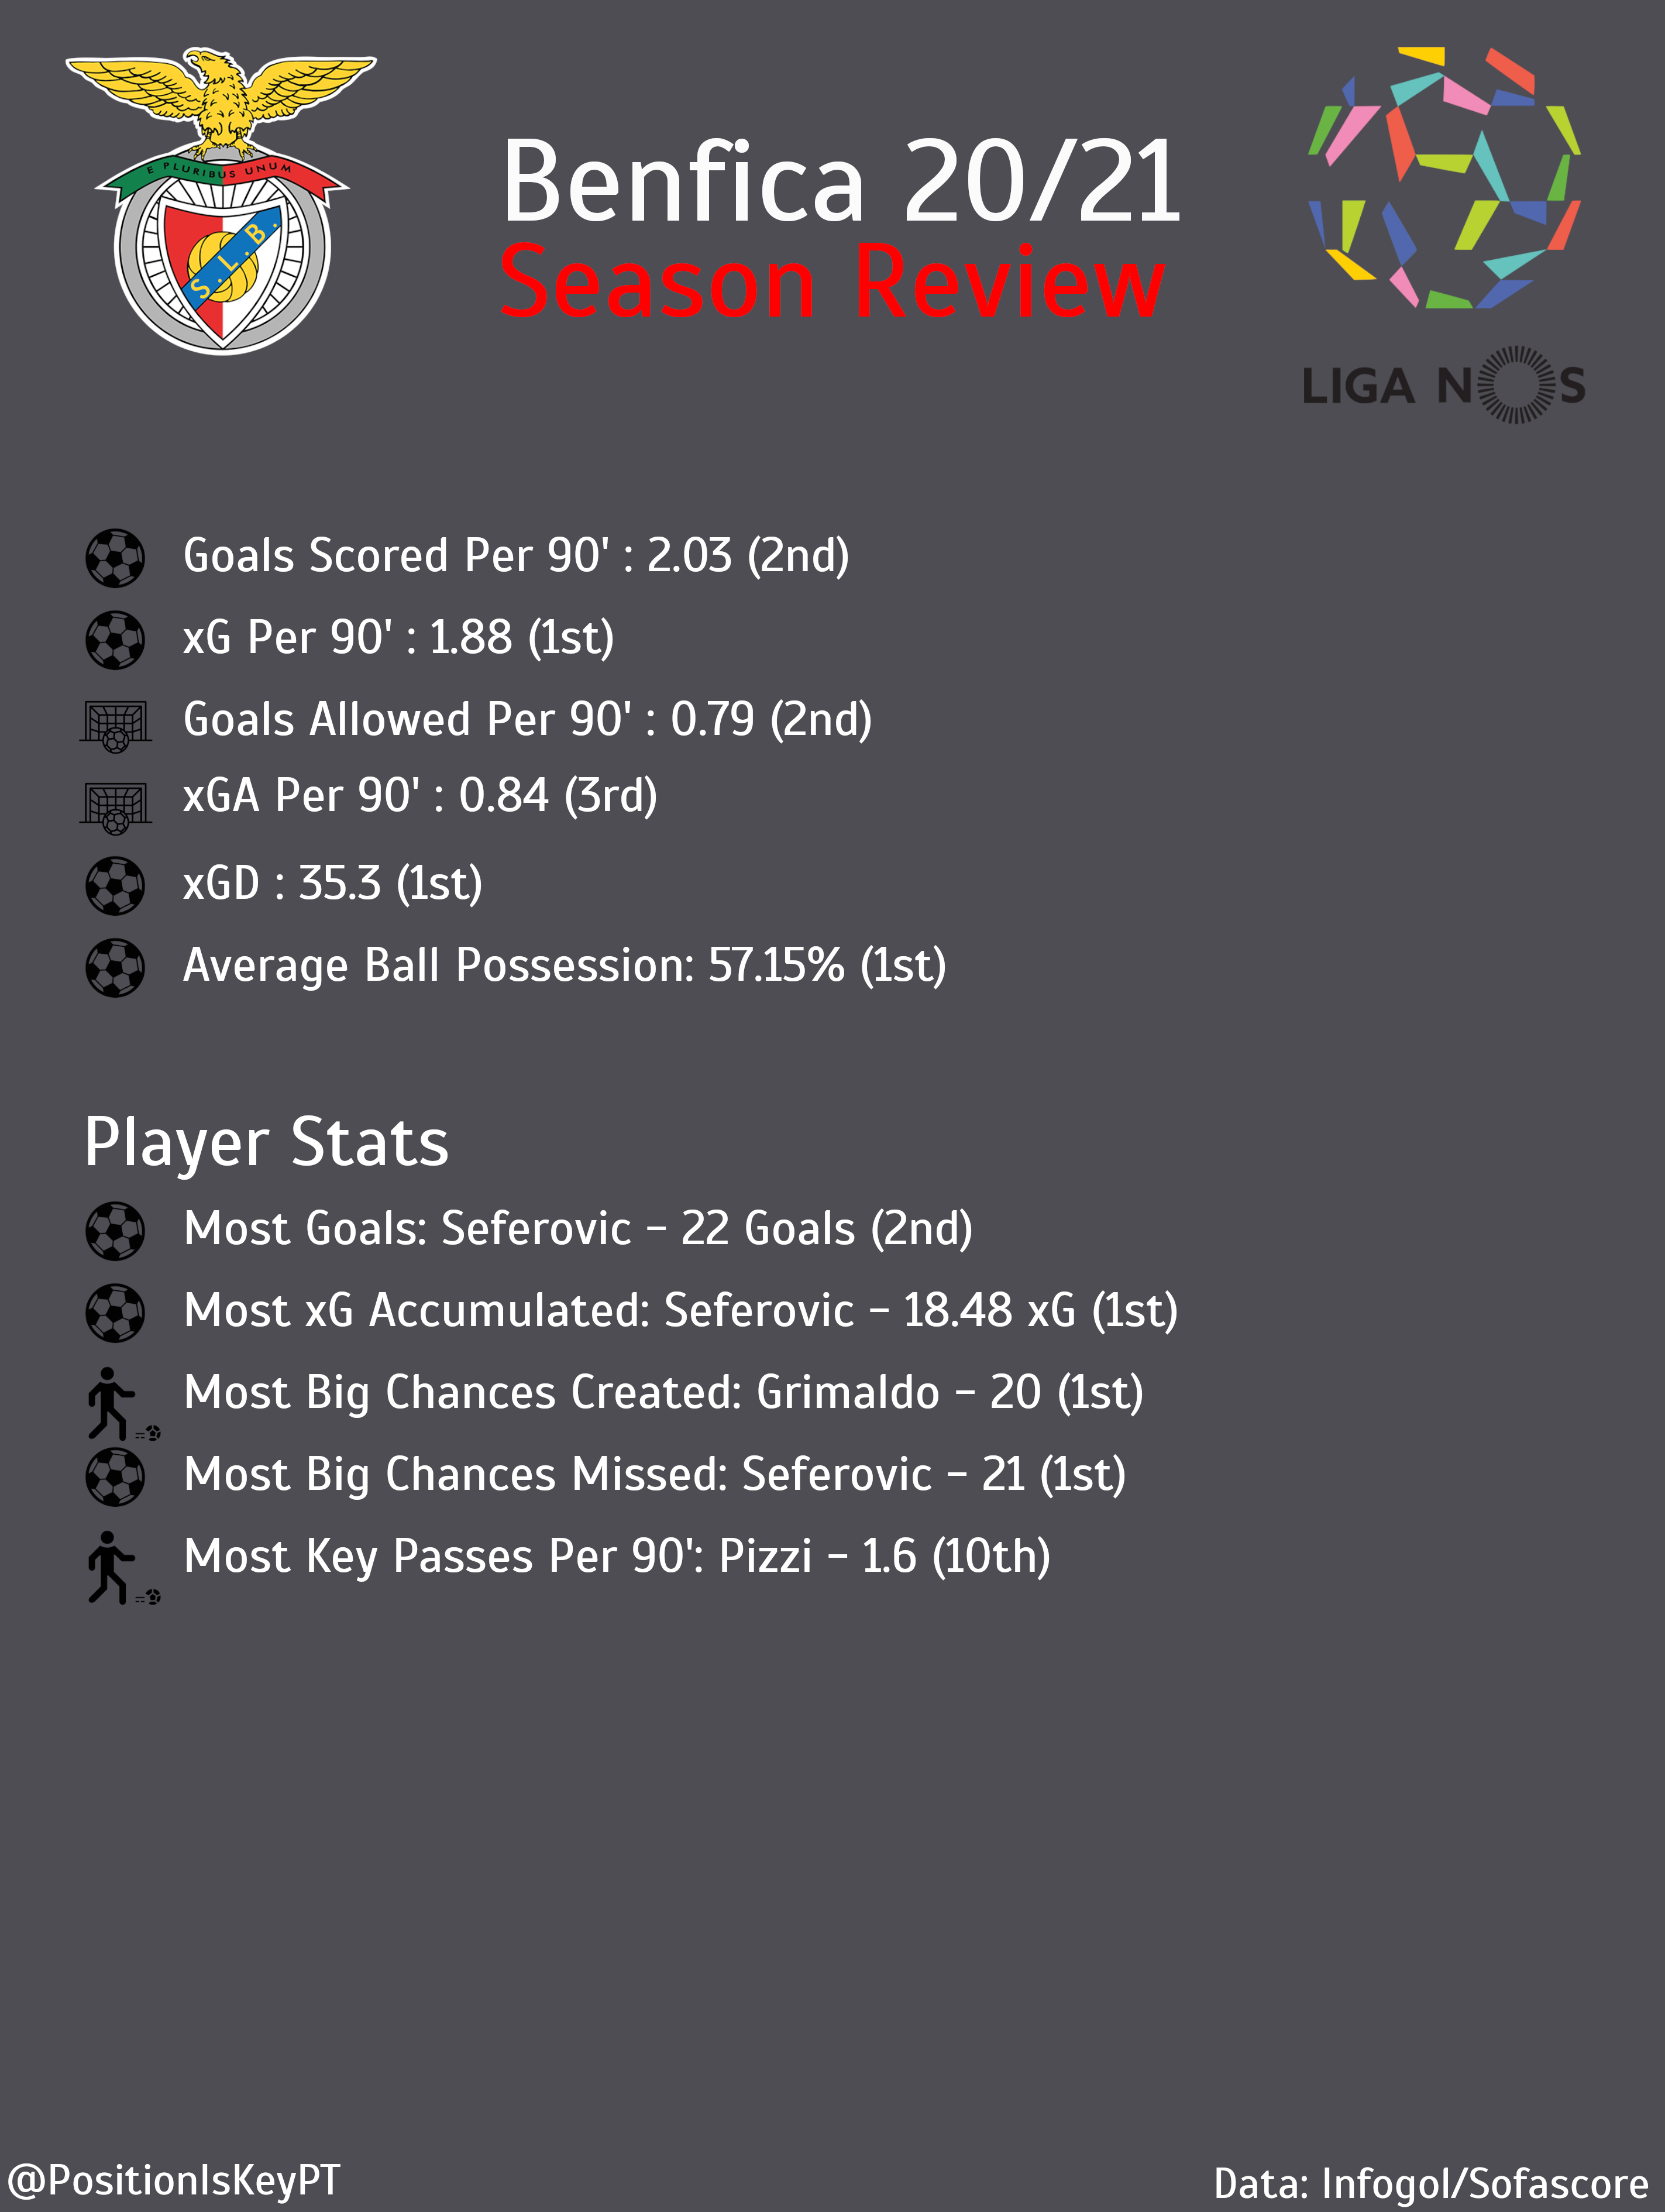 E PLURIBUS UNUM
S.L.B.
Benfica 20/21
Season Review
LIGA NOS
Goals Scored Per 90' : 2.03 (2nd)
xG Per 90' : 1.88 (1st)
Goals Allowed Per 90' : 0.79 (2nd)
xGA Per 90' : 0.84 (3rd)
xGD : 35.3 (1st)
Average Ball Possession: 57.15% (1st)
Player Stats
Most Goals: Seferovic - 22 Goals (2nd)
Most xG Accumulated: Seferovic - 18.48 xG (1st)
Most Big Chances Created: Grimaldo - 20 (1st)
Most Big Chances Missed: Seferovic - 21 (1st)
Most Key Passes Per 90': Pizzi - 1.6 (10th)
@PositionIsKeyPT
Data: Infogol/Sofascore